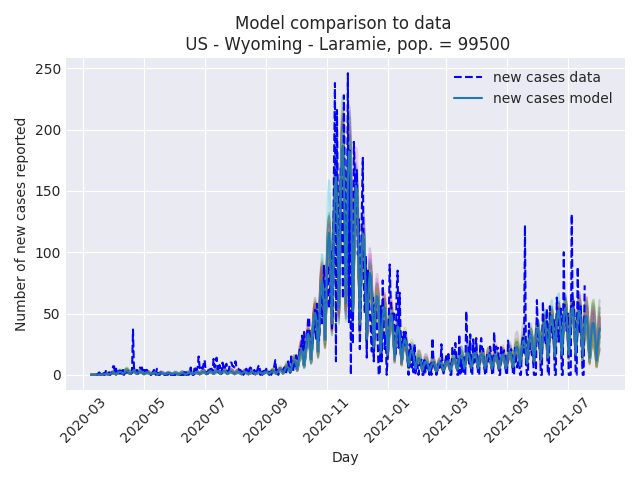 Model comparison to data
US - Wyoming - Laramie, pop. = 99500
250
200
150
100
50
0
Number of new cases reported
new cases data
new cases model
2020-03
2020-05
2020-07
2020-09
2020-11
2021-01
2021-03
2021-05
2021-07
Day